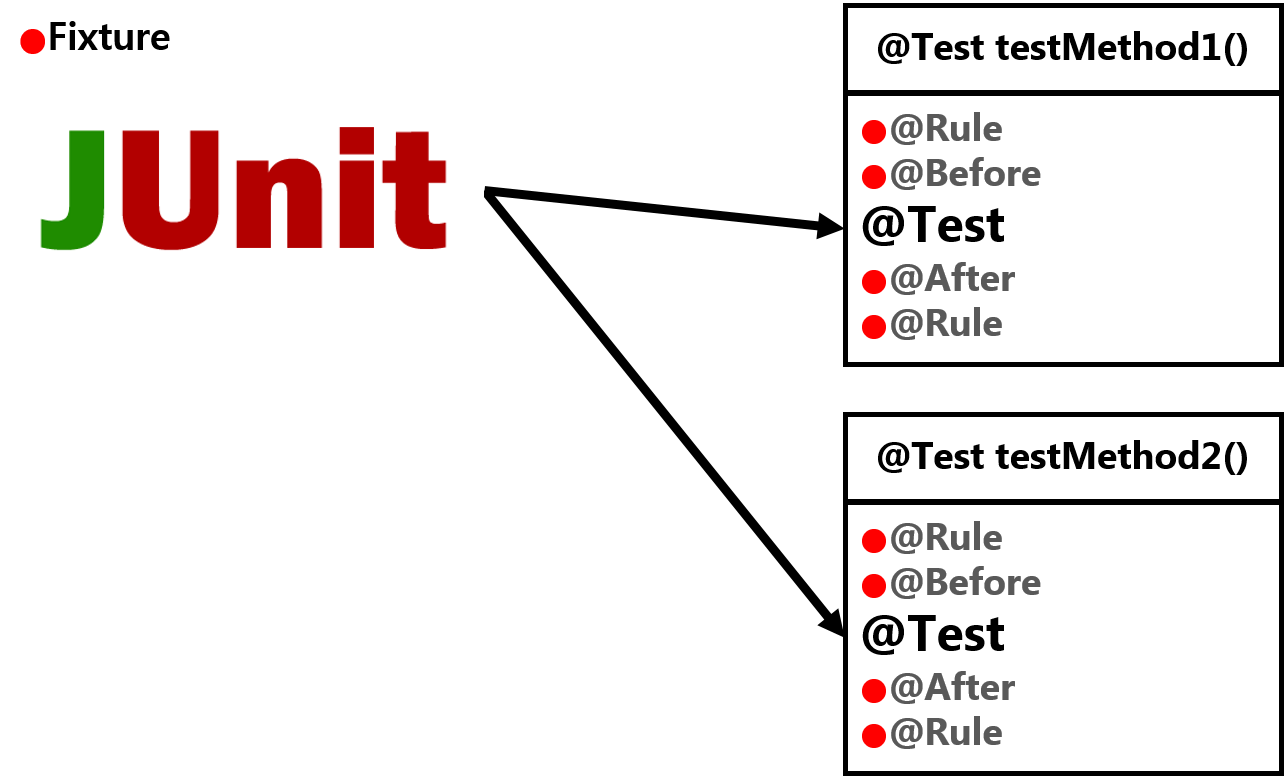 Fixture
JUnit
@Test testMethod1()
@Rule
@Before
@Test
@After
@Rule
@Test testMethod2()
@Rule
@Before
@Test
@After
@Rule